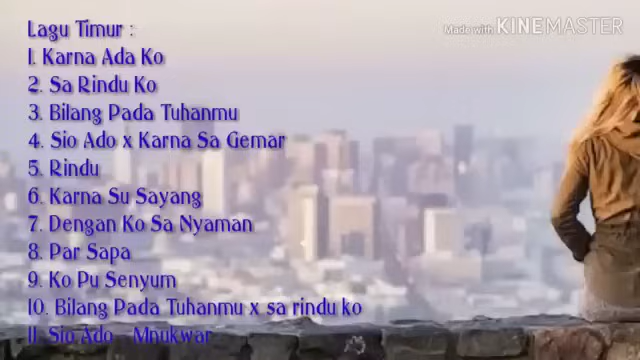 Lagu Timur :
Made with KINEMASTER
1. Karna Ada Ko
2. Sa Rindu Ko
3. Bilang Pada Tuhanmu
4. Sio Ado x Karna Sa Gemar
5. Rindu
6. Karna Su Sayang
7. Dengan Ko Sa Nyaman
8. Par Sapa
9. Ko Pu Senyum
10. Bilang Pada Tuhanmu x sa rindu ko
11. Sio Ado - Mnukwar